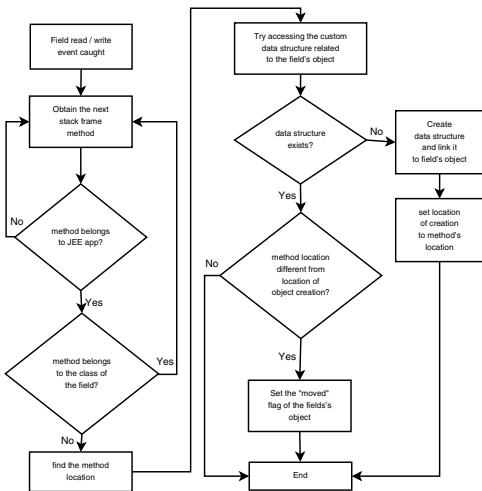 Field read / write
event caught
Obtain the next
stack frame
method
No
method belongs
to JEE app?
Yes
method belongs
to the class of
the field?
Yes
No
find the method
location
Try accessing the custom
data structure related
to the field's object
data structure
exists?
No
Create
data structure
and link it
to field's object
set location
of creation
to method's
location
Yes
No
method location
different from
location of
object creation?
Yes
Set the "moved"
flag of the fields's
object
End